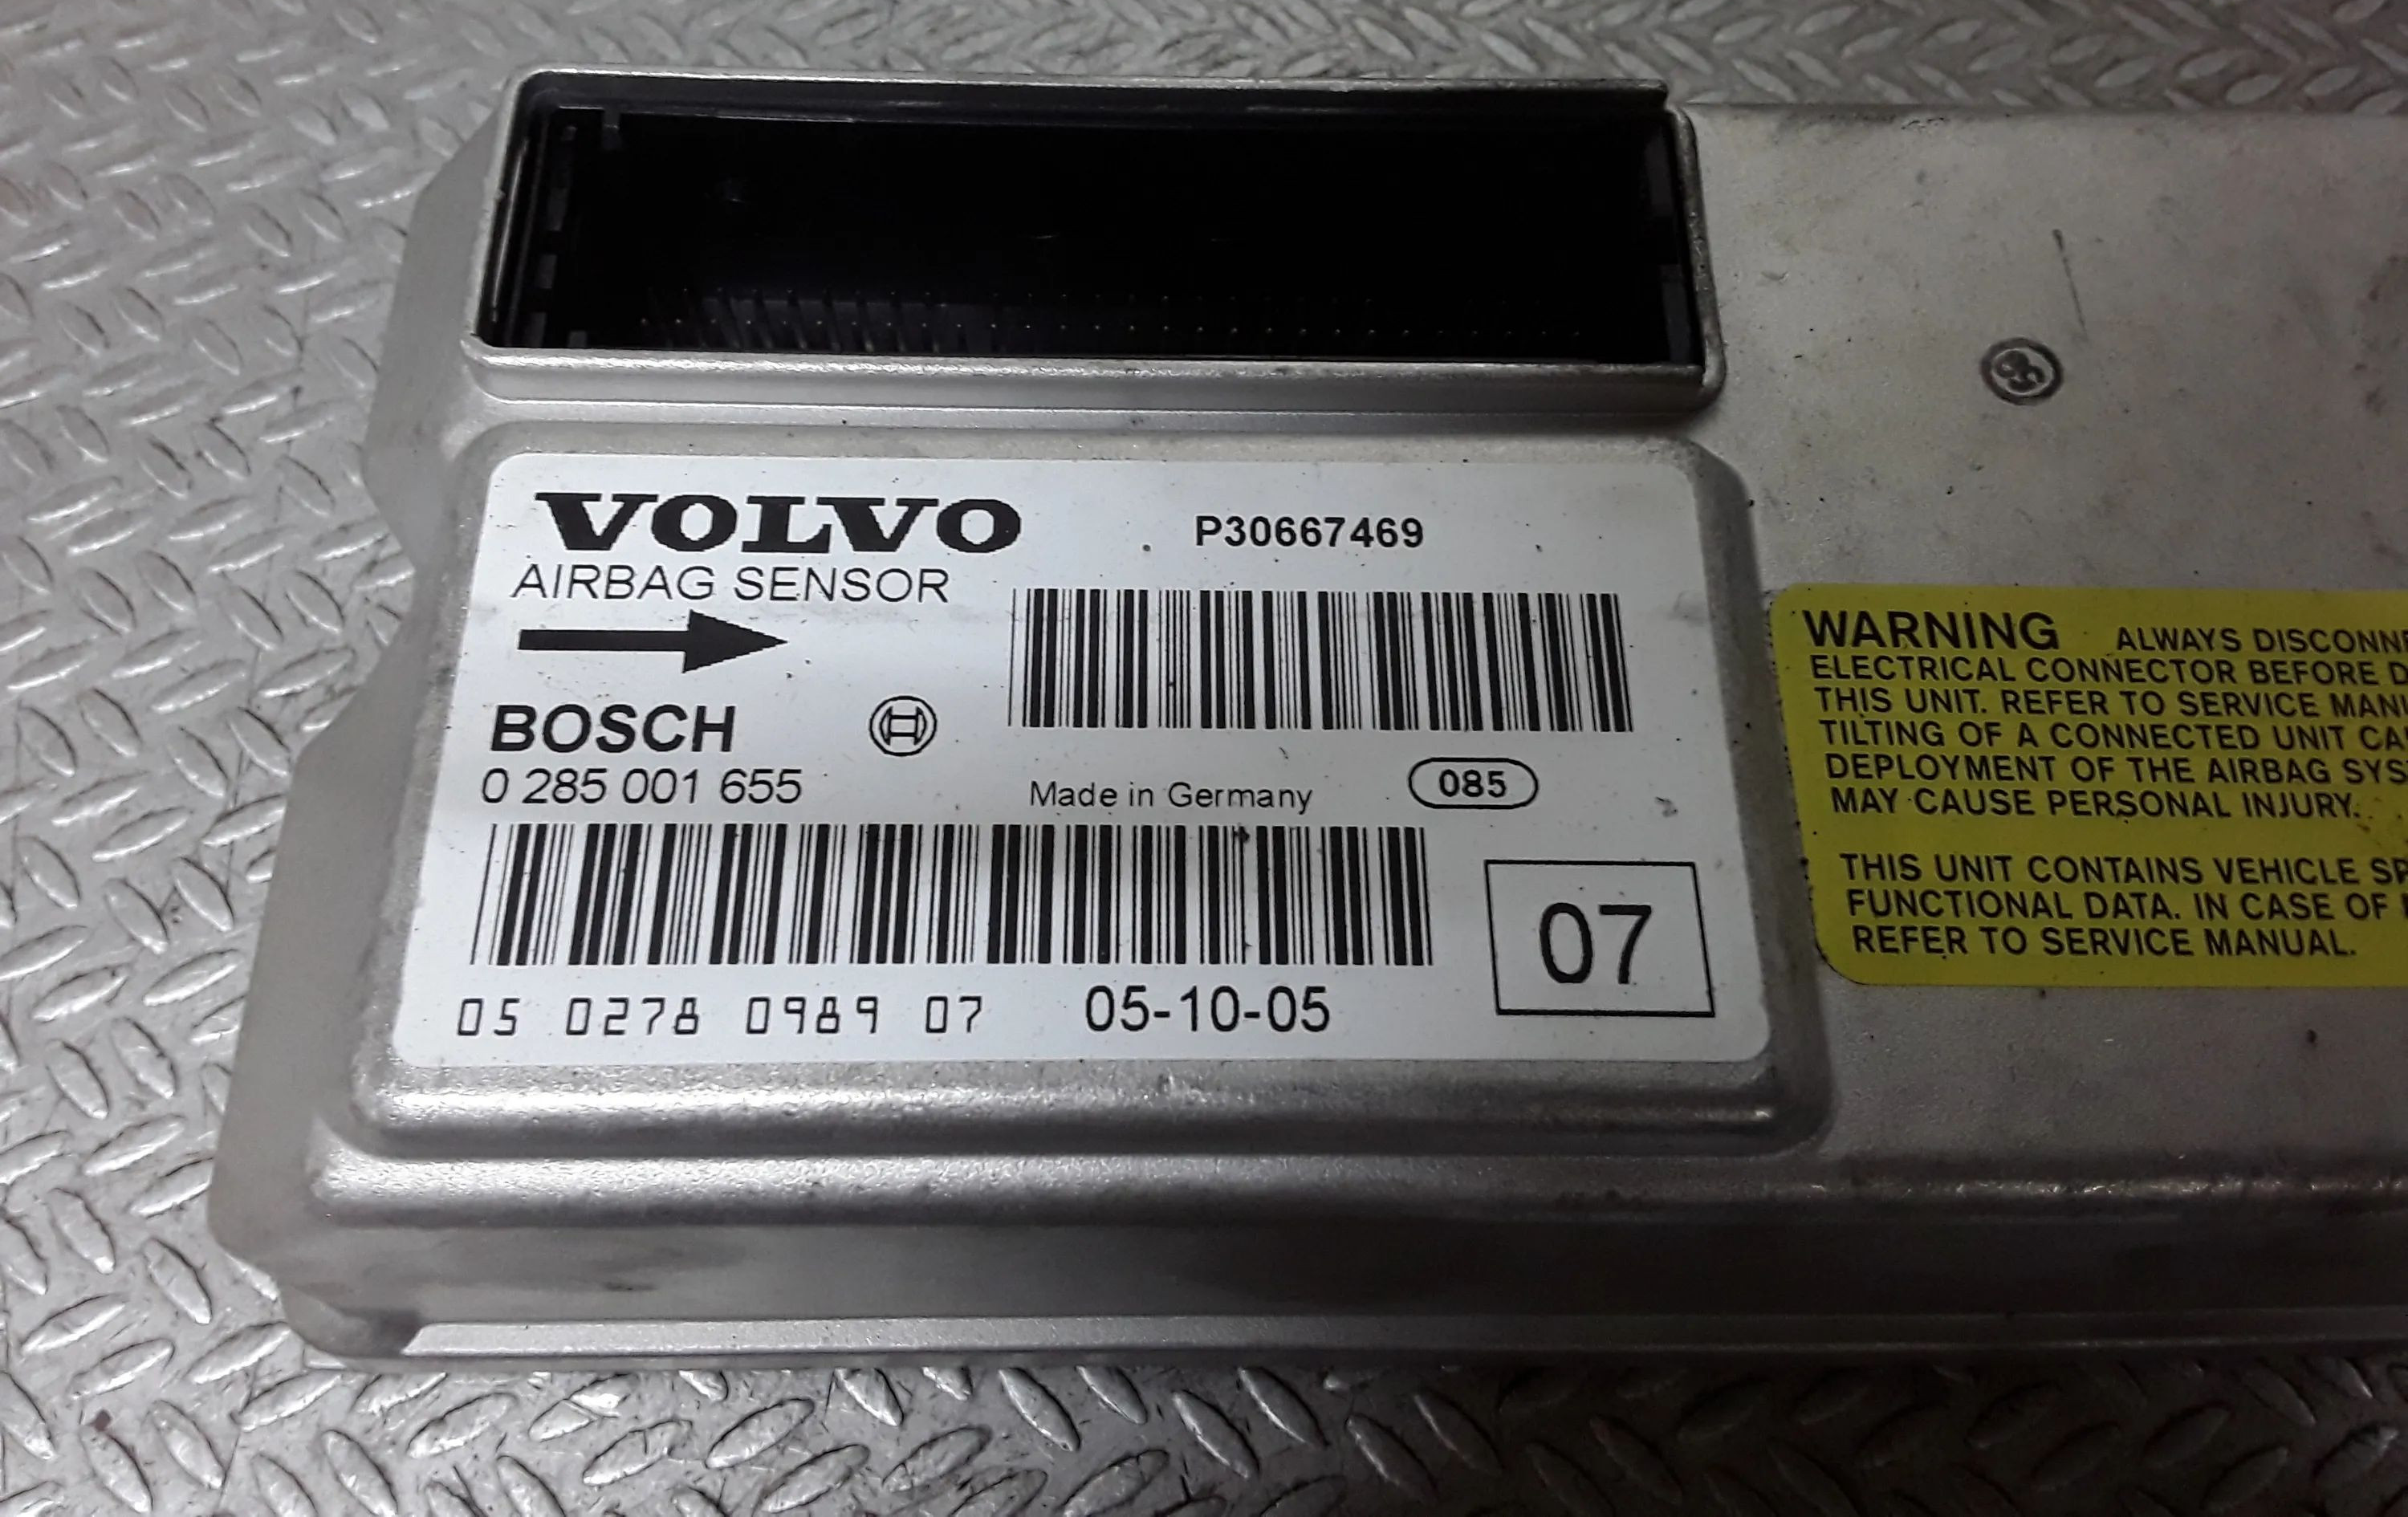 VOLVO P30667469
AIRBAG SENSOR
BOSCH
0 285 001 655
Made in Germany 085
07
05 0278 0989 07 05-10-05
WARNING ALWAYS
ELECTRICAL CONNECTOR BEFORE
THIS UNIT. REFER TO SERVICE
TILTING OF A CONNECTED UNIT
DEPLOYMENT OF THE AIRBAG
MAY CAUSE PERSONAL INJURY.
THIS UNIT CONTAINS VEHICLE
FUNCTIONAL DATA. IN CASE OF
REFER TO SERVICE MANUAL.